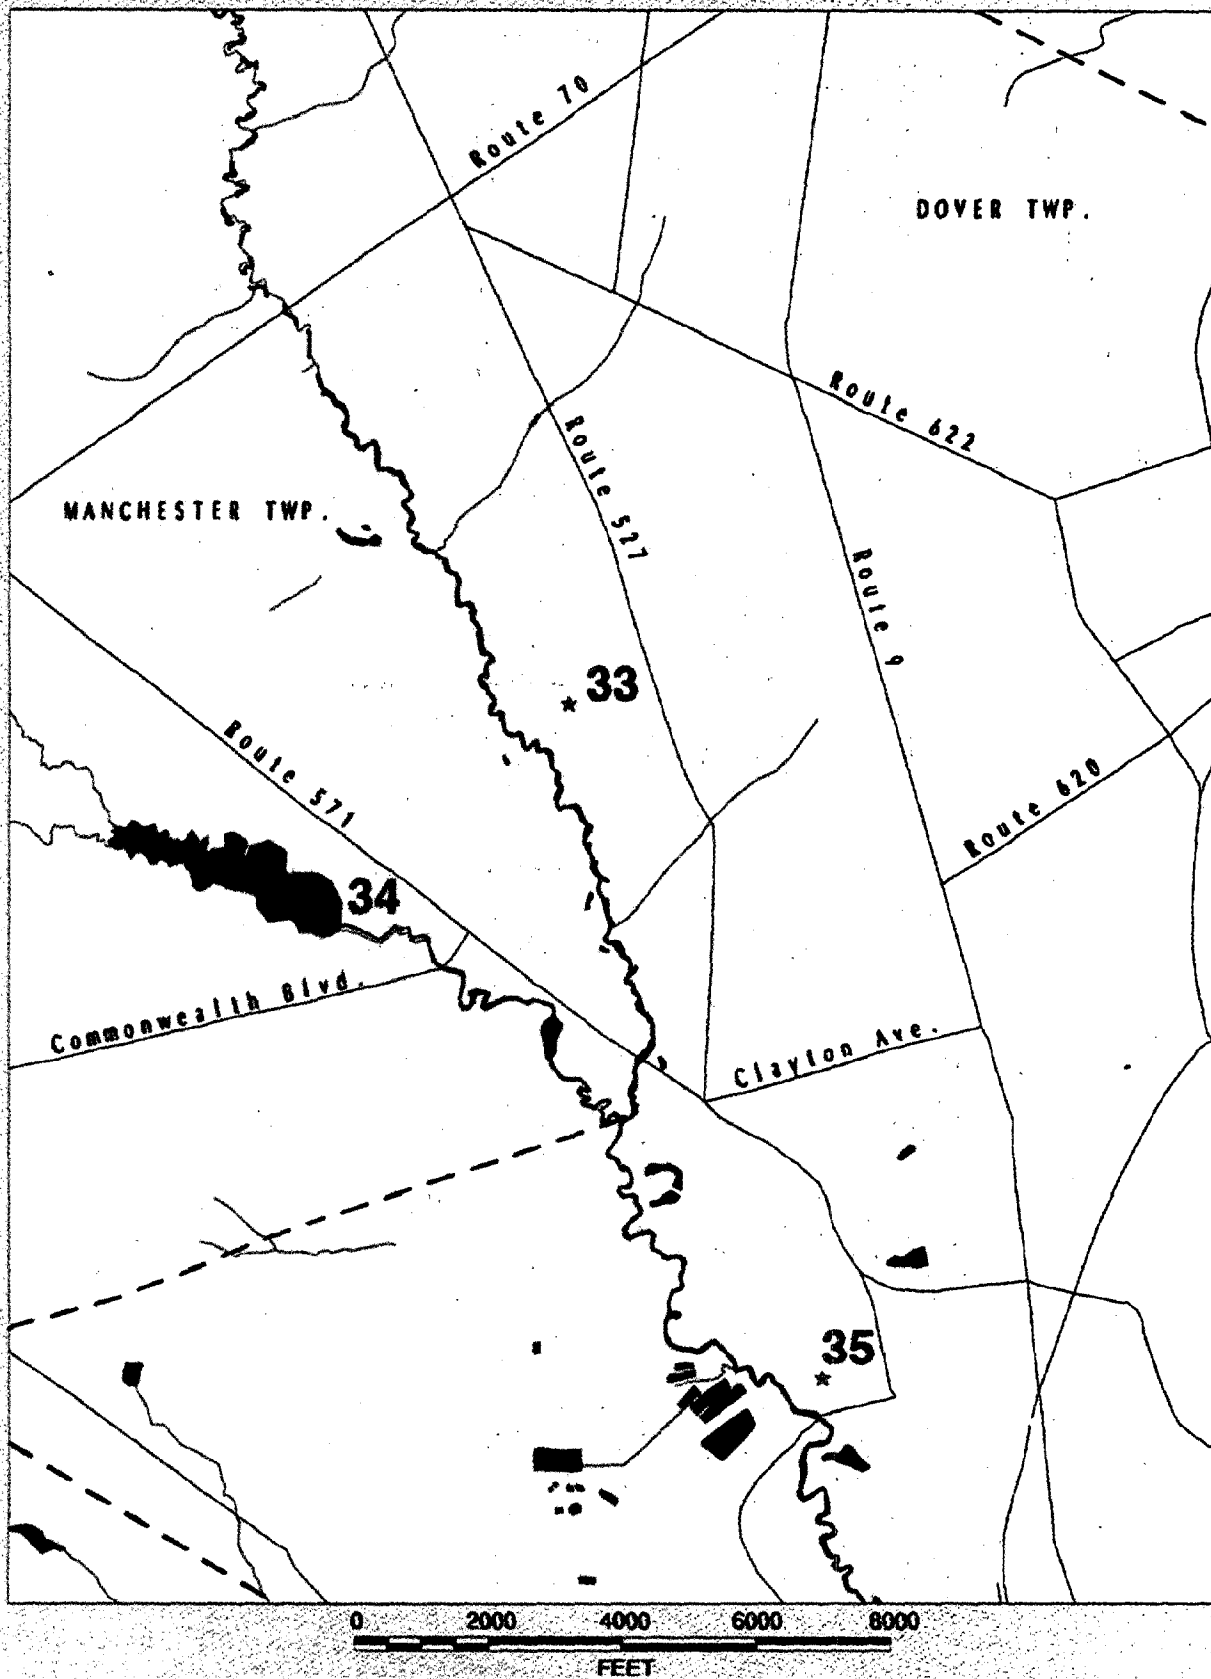 Route 70
DOVER TWP.
Route 622
Route 527
MANCHESTER TWP.
Route 9
33
Route 571
Route 620
34
Commonwealth Blvd.
Clayton Ave.
35
0 2000 4000 6000 8000
FEET